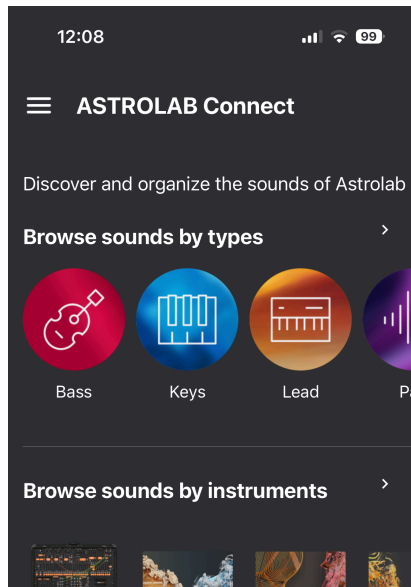 12:08
99
ASTROLAB Connect
Discover and organize the sounds of Astrolab
Browse sounds by types
Bass
Keys
Lead
Browse sounds by instruments